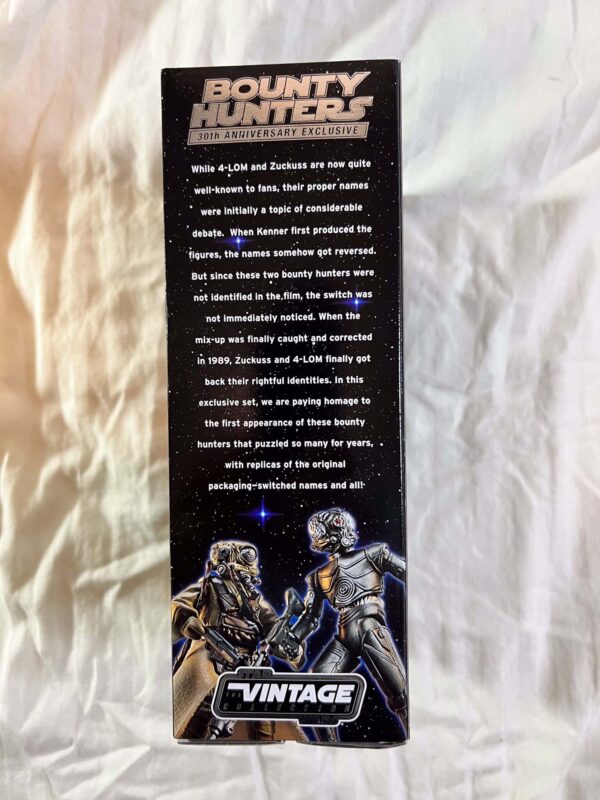 BOUNTY
HUNTERS
30th ANNIVERSARY EXCLUSIVE
While 4-LOM and Zuckuss are now quite
well-known to fans, their proper names
were initially a topic of considerable
debate. When Kenner first produced the
figures, the names somehow got reversed.
But since these two bounty hunters were
not identified in the film, the switch was
not immediately noticed. When the
mix-up was finally caught and corrected
in 1989, Zuckuss and 4-LOM finally got
back their rightful identities. In this
exclusive set, we are paying homage to
the first appearance of these bounty
hunters that puzzled so many for years,
with replicas of the original
packaging–switched names and all!
STAR
THE
VINTAGE
COLLECTION